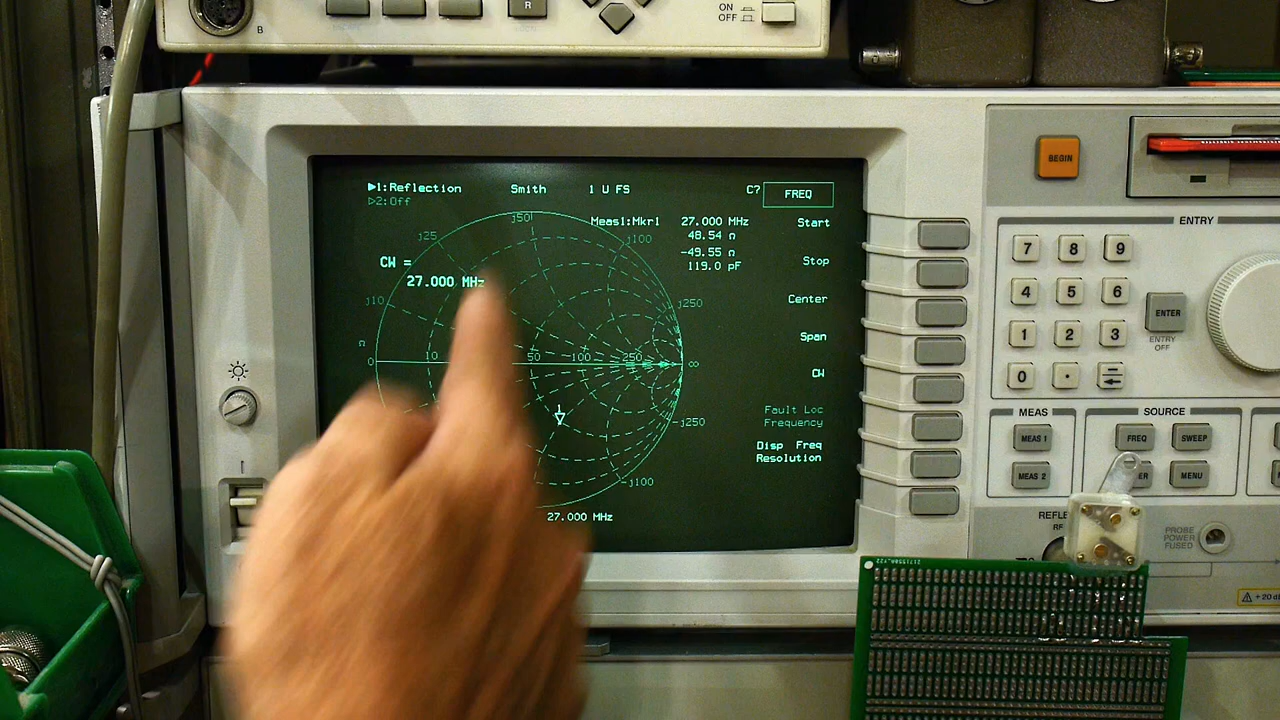 B
R
ON
OFF
▶1:Reflection Smith 1 U FS C?
▷2:Off
FREQ
Meas1:Mkr1 27.000 MHz
48.54 Ω
-49.55 Ω
119.0 pF
CW =
27.000 MHz
j50
j25
j100
j10
j250
Ω
0
10
50
100
250
∞
-j250
-j100
27.000 MHz
Start
Stop
Center
Span
CW
Fault Loc
Frequency
Disp Freq
Resolution
BEGIN
ENTRY
7 8 9
4 5 6
1 2 3
0 .
ENTER
ENTRY
OFF
MEAS
MEAS 1
MEAS 2
SOURCE
FREQ
SWEEP
MENU
RF
PROBE
POWER
FUSED